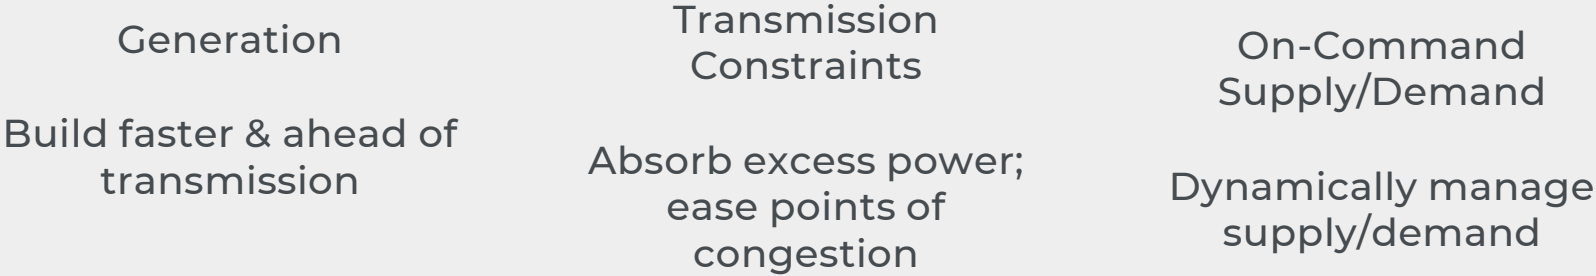 Generation
Build faster & ahead of
transmission
Transmission
Constraints
Absorb excess power;
ease points of
congestion
On-Command
Supply/Demand
Dynamically manage
supply/demand